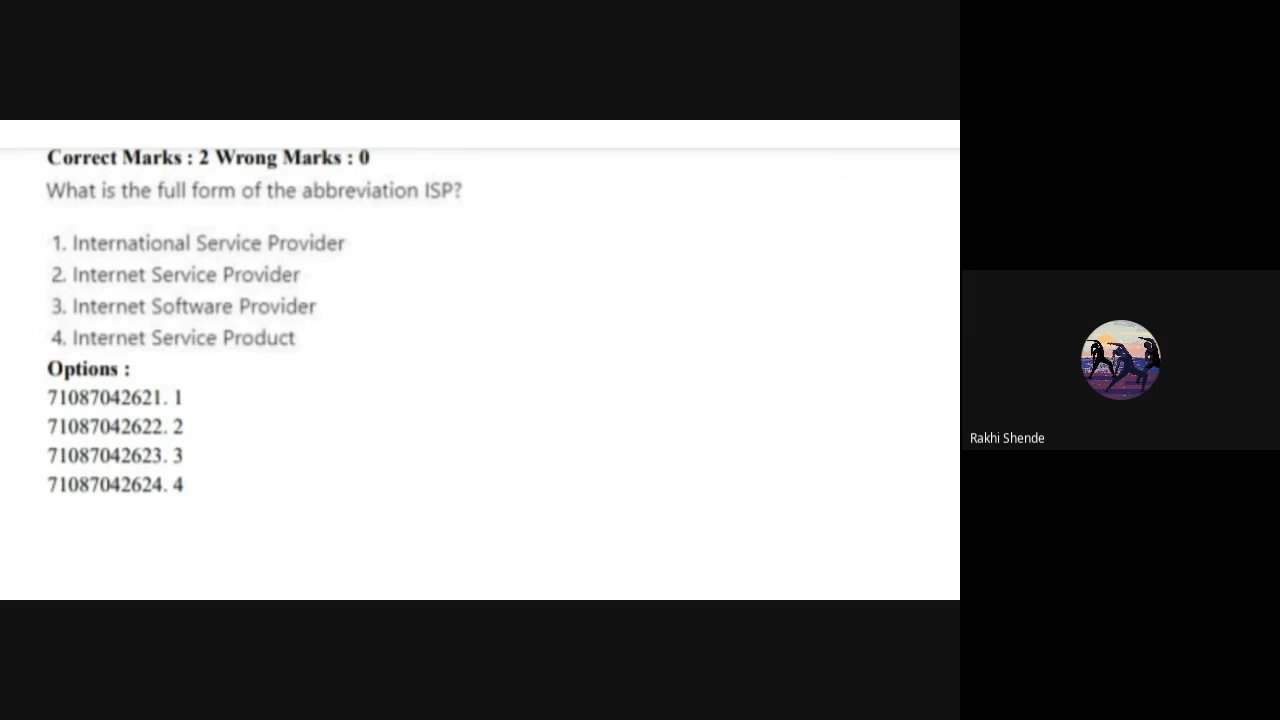 Correct Marks : 2 Wrong Marks : 0
What is the full form of the abbreviation ISP?
1. International Service Provider
2. Internet Service Provider
3. Internet Software Provider
4. Internet Service Product
Options :
71087042621. 1
71087042622. 2
71087042623. 3
71087042624. 4
Rakhi Shende